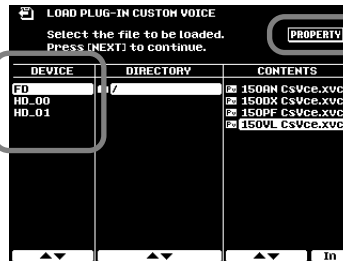 LOAD PLUG-IN CUSTOM VOICE
Select the file to be loaded.
Press [NEXT] to continue.
PROPERTY
DEVICE DIRECTORY CONTENTS
FD / 150AN CsVce.xvc
HD_00 150DX CsVce.xvc
HD_01 150PF CsVce.xvc
150VL CsVce.xvc
In